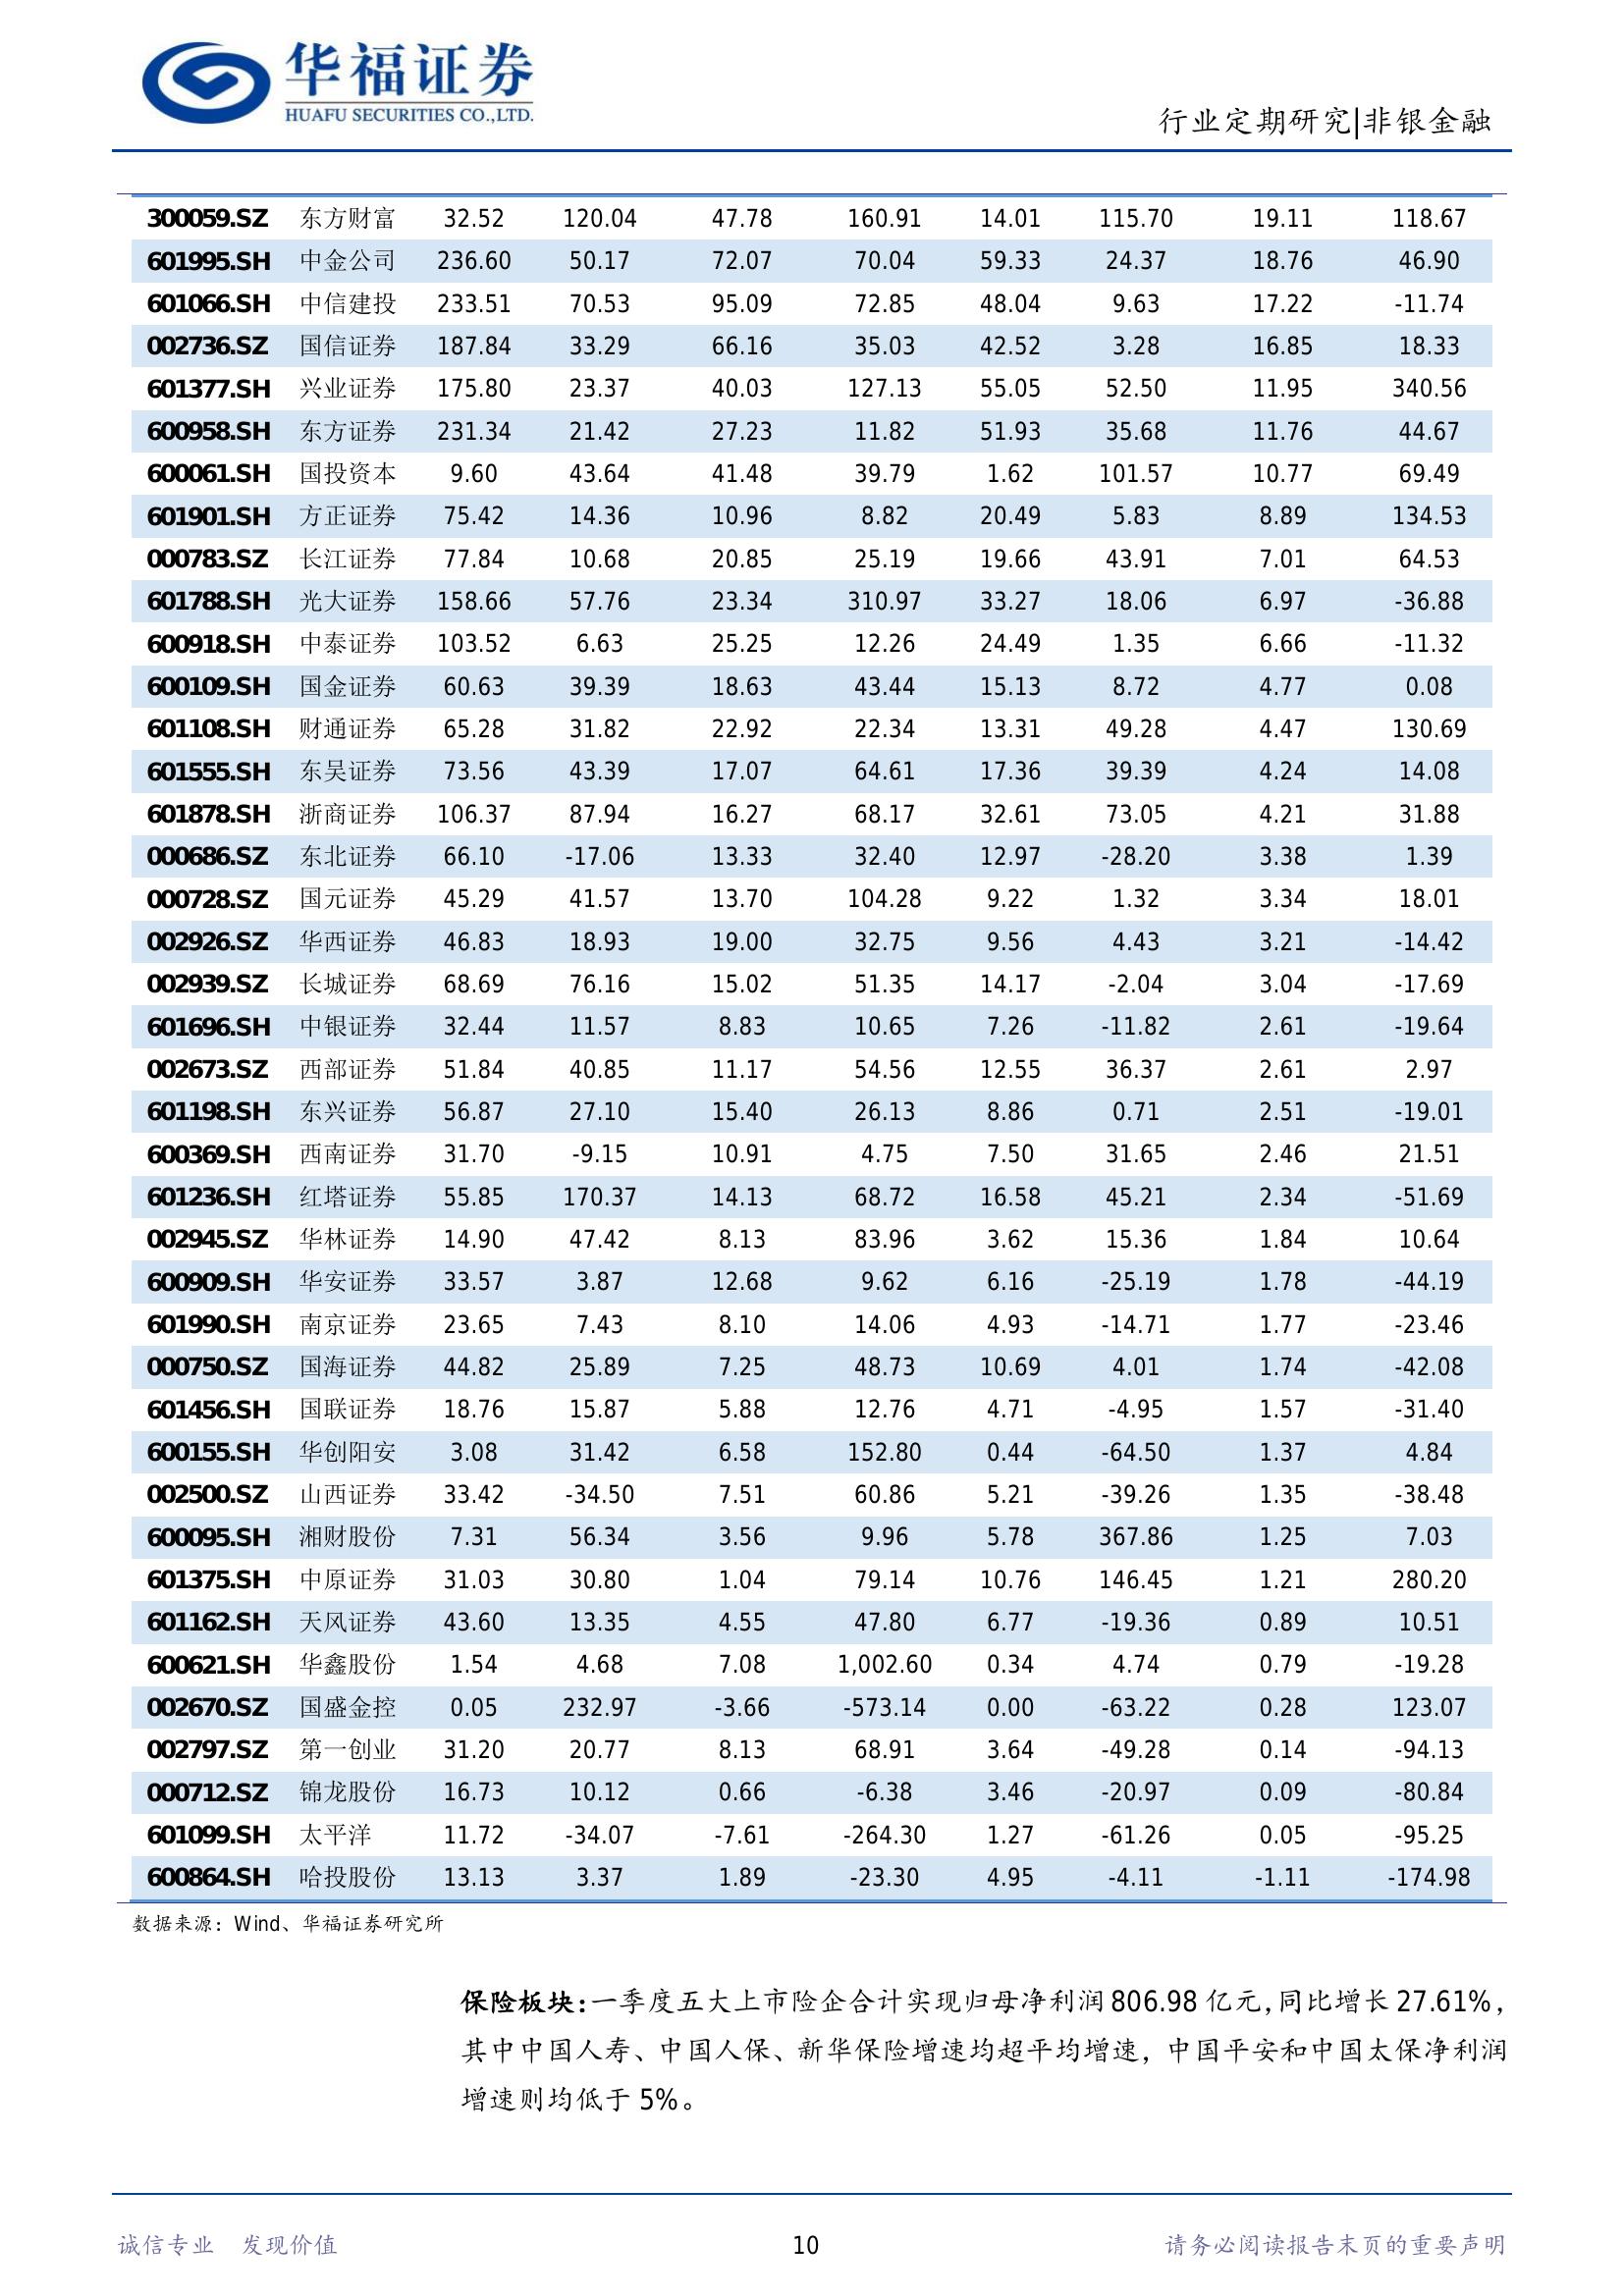 华福证券
HUAFU SECURITIES CO.,LTD.
行业定期研究|非银金融
300059.SZ 东方财富 32.52 120.04 47.78 160.91 14.01 115.70 19.11 118.67
601995.SH 中金公司 236.60 50.17 72.07 70.04 59.33 24.37 18.76 46.90
601066.SH 中信建投 233.51 70.53 95.09 72.85 48.04 9.63 17.22 -11.74
002736.SZ 国信证券 187.84 33.29 66.16 35.03 42.52 3.28 16.85 18.33
601377.SH 兴业证券 175.80 23.37 40.03 127.13 55.05 52.50 11.95 340.56
600958.SH 东方证券 231.34 21.42 27.23 11.82 51.93 35.68 11.76 44.67
600061.SH 国投资本 9.60 43.64 41.48 39.79 1.62 101.57 10.77 69.49
601901.SH 方正证券 75.42 14.36 10.96 8.82 20.49 5.83 8.89 134.53
000783.SZ 长江证券 77.84 10.68 20.85 25.19 19.66 43.91 7.01 64.53
601788.SH 光大证券 158.66 57.76 23.34 310.97 33.27 18.06 6.97 -36.88
600918.SH 中泰证券 103.52 6.63 25.25 12.26 24.49 1.35 6.66 -11.32
600109.SH 国金证券 60.63 39.39 18.63 43.44 15.13 8.72 4.77 0.08
601108.SH 财通证券 65.28 31.82 22.92 22.34 13.31 49.28 4.47 130.69
601555.SH 东吴证券 73.56 43.39 17.07 64.61 17.36 39.39 4.24 14.08
601878.SH 浙商证券 106.37 87.94 16.27 68.17 32.61 73.05 4.21 31.88
000686.SZ 东北证券 66.10 -17.06 13.33 32.40 12.97 -28.20 3.38 1.39
000728.SZ 国元证券 45.29 41.57 13.70 104.28 9.22 1.32 3.34 18.01
002926.SZ 华西证券 46.83 18.93 19.00 32.75 9.56 4.43 3.21 -14.42
002939.SZ 长城证券 68.69 76.16 15.02 51.35 14.17 -2.04 3.04 -17.69
601696.SH 中银证券 32.44 11.57 8.83 10.65 7.26 -11.82 2.61 -19.64
002673.SZ 西部证券 51.84 40.85 11.17 54.56 12.55 36.37 2.61 2.97
601198.SH 东兴证券 56.87 27.10 15.40 26.13 8.86 0.71 2.51 -19.01
600369.SH 西南证券 31.70 -9.15 10.91 4.75 7.50 31.65 2.46 21.51
601236.SH 红塔证券 55.85 170.37 14.13 68.72 16.58 45.21 2.34 -51.69
002945.SZ 华林证券 14.90 47.42 8.13 83.96 3.62 15.36 1.84 10.64
600909.SH 华安证券 33.57 3.87 12.68 9.62 6.16 -25.19 1.78 -44.19
601990.SH 南京证券 23.65 7.43 8.10 14.06 4.93 -14.71 1.77 -23.46
000750.SZ 国海证券 44.82 25.89 7.25 48.73 10.69 4.01 1.74 -42.08
601456.SH 国联证券 18.76 15.87 5.88 12.76 4.71 -4.95 1.57 -31.40
600155.SH 华创阳安 3.08 31.42 6.58 152.80 0.44 -64.50 1.37 4.84
002500.SZ 山西证券 33.42 -34.50 7.51 60.86 5.21 -39.26 1.35 -38.48
600095.SH 湘财股份 7.31 56.34 3.56 9.96 5.78 367.86 1.25 7.03
601375.SH 中原证券 31.03 30.80 1.04 79.14 10.76 146.45 1.21 280.20
601162.SH 天风证券 43.60 13.35 4.55 47.80 6.77 -19.36 0.89 10.51
600621.SH 华鑫股份 1.54 4.68 7.08 1,002.60 0.34 4.74 0.79 -19.28
002670.SZ 国盛金控 0.05 232.97 -3.66 -573.14 0.00 -63.22 0.28 123.07
002797.SZ 第一创业 31.20 20.77 8.13 68.91 3.64 -49.28 0.14 -94.13
000712.SZ 锦龙股份 16.73 10.12 0.66 -6.38 3.46 -20.97 0.09 -80.84
601099.SH 太平洋 11.72 -34.07 -7.61 -264.30 1.27 -61.26 0.05 -95.25
600864.SH 哈投股份 13.13 3.37 1.89 -23.30 4.95 -4.11 -1.11 -174.98
数据来源：Wind、华福证券研究所
保险板块：一季度五大上市险企合计实现归母净利润 806.98 亿元，同比增长 27.61%，
其中中国人寿、中国人保、新华保险增速均超平均增速，中国平安和中国太保净利润
增速则均低于 5%。
诚信专业 发现价值 10 请务必阅读报告末页的重要声明